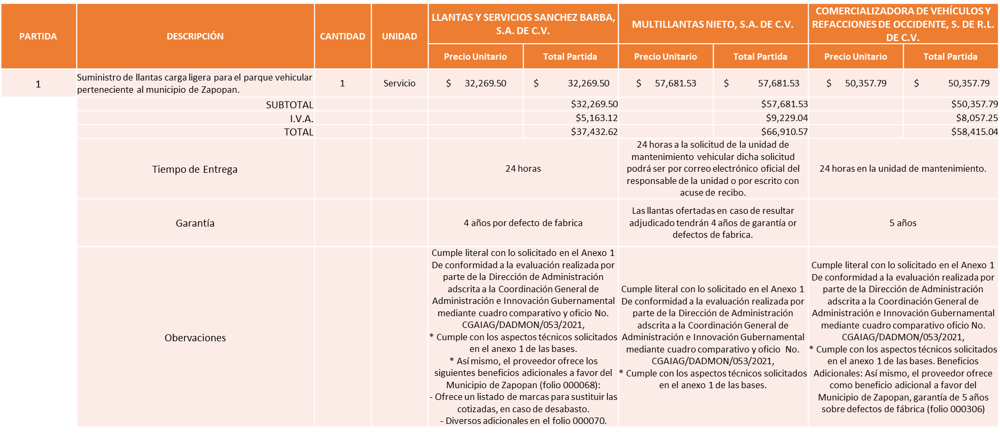 PARTIDA
DESCRIPCIÓN
CANTIDAD
UNIDAD
LLANTAS Y SERVICIOS SANCHEZ BARBA,
S.A. DE C.V.
MULTILLANTAS NIETO, S.A. DE C.V.
COMERCIALIZADORA DE VEHÍCULOS Y
REFACCIONES DE OCCIDENTE, S. DE R.L.
DE C.V.
Precio Unitario
Total Partida
Precio Unitario
Total Partida
Precio Unitario
Total Partida
1
Suministro de llantas carga ligera para el parque vehicular
perteneciente al municipio de Zapopan.
1
Servicio
$ 32,269.50
$ 32,269.50
$ 57,681.53
$ 57,681.53
$ 50,357.79
$ 50,357.79
SUBTOTAL
$32,269.50
$57,681.53
$50,357.79
I.V.A.
$5,163.12
$9,229.04
$8,057.25
TOTAL
$37,432.62
$66,910.57
$58,415.04
Tiempo de Entrega
24 horas
24 horas a la solicitud de la unidad de
mantenimiento vehicular dicha solicitud
podrá ser por correo electrónico oficial del
responsable de la unidad o por escrito con
acuse de recibo.
24 horas en la unidad de mantenimiento.
Garantía
4 años por defecto de fabrica
Las llantas ofertadas en caso de resultar
adjudicado tendrán 4 años de garantía or
defectos de fabrica.
5 años
Obervaciones
Cumple literal con lo solicitado en el Anexo 1
De conformidad a la evaluación realizada por
parte de la Dirección de Administración
adscrita a la Coordinación General de
Administración e Innovación Gubernamental
mediante cuadro comparativo y oficio No.
CGAIAG/DADMON/053/2021,
* Cumple con los aspectos técnicos solicitados
en el anexo 1 de las bases.
* Así mismo, el proveedor ofrece los
siguientes beneficios adicionales a favor del
Municipio de Zapopan (folio 000068):
- Ofrece un listado de marcas para sustituir las
cotizadas, en caso de desabasto.
- Diversos adicionales en el folio 000070.
Cumple literal con lo solicitado en el Anexo 1
De conformidad a la evaluación realizada por
parte de la Dirección de Administración
adscrita a la Coordinación General de
Administración e Innovación Gubernamental
mediante cuadro comparativo y oficio No.
CGAIAG/DADMON/053/2021,
* Cumple con los aspectos técnicos solicitados
en el anexo 1 de las bases.
Cumple literal con lo solicitado en el Anexo 1
De conformidad a la evaluación realizada por
parte de la Dirección de Administración
adscrita a la Coordinación General de
Administración e Innovación Gubernamental
mediante cuadro comparativo oficio No.
CGAIAG/DADMON/053/2021,
* Cumple con los aspectos técnicos solicitados
en el anexo 1 de las bases. Beneficios
Adicionales: Así mismo, el proveedor ofrece
como beneficio adicional a favor del
Municipio de Zapopan, garantía de 5 años
sobre defectos de fábrica (folio 000306)